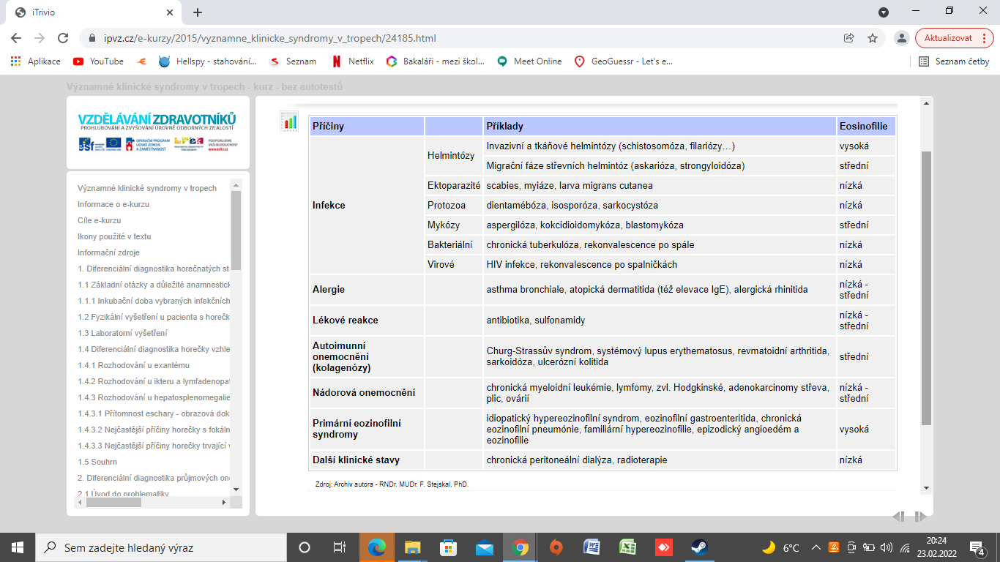 iTrivio
ipvz.cz/e-kurzy/2015/vyznamne_klinicke_syndromy_v_tropech/24185.html
Aktualizovat
Aplikace
YouTube
Hellspy - stahování...
Seznam
Netflix
Bakaláři - mezi škol...
Meet Online
GeoGuessr - Let's e...
Seznam četby
Významné klinické syndromy v tropech - kurz - bez autotestů
VZDĚLÁVÁNÍ ZDRAVOTNÍKŮ
PROHLUBOVÁNÍ A ZVYŠOVÁNÍ ÚROVNĚ ODBORNÝCH ZNALOSTÍ
esf
Významné klinické syndromy v tropech
Informace o e-kurzu
Cíle e-kurzu
Ikony použité v textu
Informační zdroje
1. Diferenciální diagnostika horečnatých st
1.1 Základní otázky a důležité anamnestick
1.1.1 Inkubační doba vybraných infekčních
1.2 Fyzikální vyšetření u pacienta s horečk
1.3 Laboratorní vyšetření
1.4 Diferenciální diagnostika horečky vzhle
1.4.1 Rozhodování u exantému
1.4.2 Rozhodování u ikteru a lymfadenopat
1.4.3 Rozhodování u hepatosplenomegalie
1.4.3.1 Přítomnost eschary - obrazová dok
1.4.3.2 Nejčastější příčiny horečky s fokáln
1.4.3.3 Nejčastější příčiny horečky trvající v
1.5 Souhrn
2. Diferenciální diagnostika průjmových one
2.1 Úvod do problematiky
Příčiny Příklady Eosinofilie
Infekce
Helmintózy
Invazivní a tkáňové helmintózy (schistosomóza, filariózy…) vysoká
Migrační fáze střevních helmintóz (askarióza, strongyloidóza) střední
Ektoparazité scabies, myiáze, larva migrans cutanea nízká
Protozoa dientamébóza, isosporóza, sarkocystóza nízká
Mykózy aspergilóza, kokcidioidomykóza, blastomykóza střední
Bakteriální chronická tuberkulóza, rekonvalescence po spále nízká
Virové HIV infekce, rekonvalescence po spalničkách nízká
Alergie asthma bronchiale, atopická dermatitida (též elevace IgE), alergická rhinitida nízká -
střední
Lékové reakce antibiotika, sulfonamidy nízká -
střední
Autoimunní
onemocnění
(kolagenózy)
Churg-Strassův syndrom, systémový lupus erythematosus, revmatoidní arthritida,
sarkoidóza, ulcerózní kolitida
střední
Nádorová onemocnění
chronická myeloidní leukémie, lymfomy, zvl. Hodgkinské, adenokarcinomy střeva,
plic, ovárií
nízká -
střední
Primární eozinofilní
syndromy
idiopatický hypereozinofilní syndrom, eozinofilní gastroenteritida, chronická
eozinofilní pneumónie, familiární hypereozinofilie, epizodický angioedém a
eozinofilie
vysoká
Další klinické stavy chronická peritoneální dialýza, radioterapie nízká
Zdroj: Archiv autora - RNDr. MUDr. F. Stejskal, PhD.
Sem zadejte hledaný výraz
6°C
20:24
23.02.2022
4